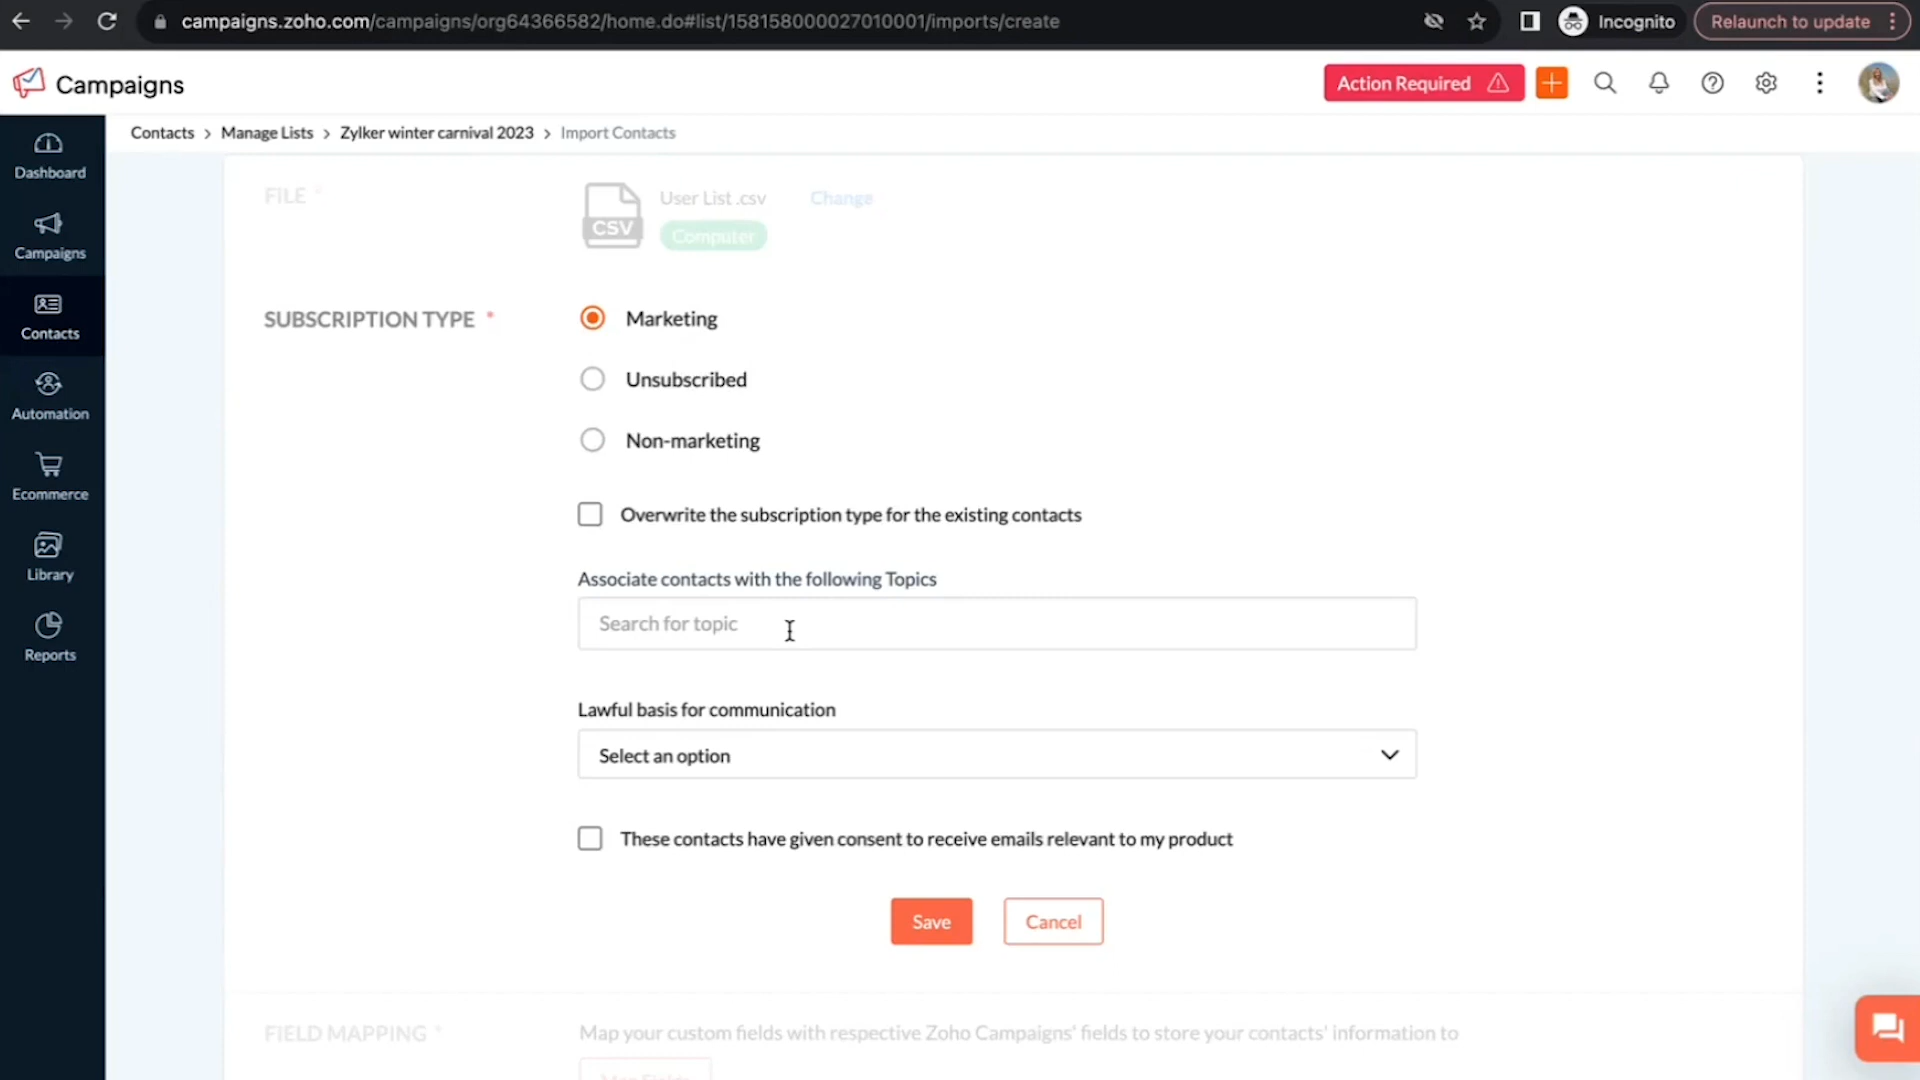 campaigns.zoho.com/campaigns/org64366582/home.do#list/158158000027010001/imports/create
Incognito
Relaunch to update
Campaigns
Action Required
Contacts > Manage Lists > Zylker winter carnival 2023 > Import Contacts
Dashboard
Campaigns
Contacts
Automation
Ecommerce
Library
Reports
FILE *
CSV
User List .csv
Change
Computer
SUBSCRIPTION TYPE *
Marketing
Unsubscribed
Non-marketing
Overwrite the subscription type for the existing contacts
Associate contacts with the following Topics
Search for topic
Lawful basis for communication
Select an option
These contacts have given consent to receive emails relevant to my product
Save
Cancel
FIELD MAPPING *
Map your custom fields with respective Zoho Campaigns' fields to store your contacts' information to